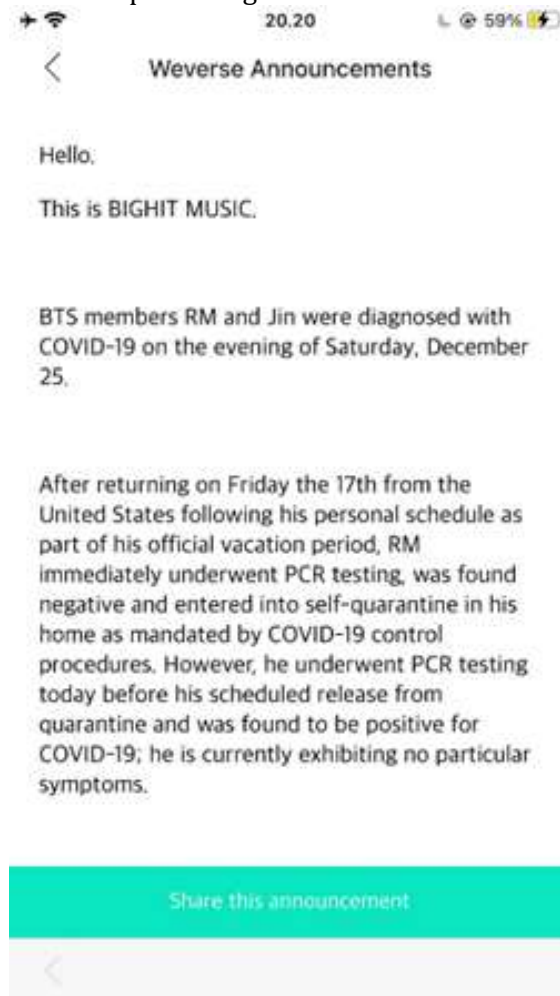 20.20
59%
Weverse Announcements
Hello.
This is BIGHIT MUSIC.
BTS members RM and Jin were diagnosed with
COVID-19 on the evening of Saturday, December
25.
After returning on Friday the 17th from the
United States following his personal schedule as
part of his official vacation period, RM
immediately underwent PCR testing, was found
negative and entered into self-quarantine in his
home as mandated by COVID-19 control
procedures. However, he underwent PCR testing
today before his scheduled release from
quarantine and was found to be positive for
COVID-19; he is currently exhibiting no particular
symptoms.
Share this announcement